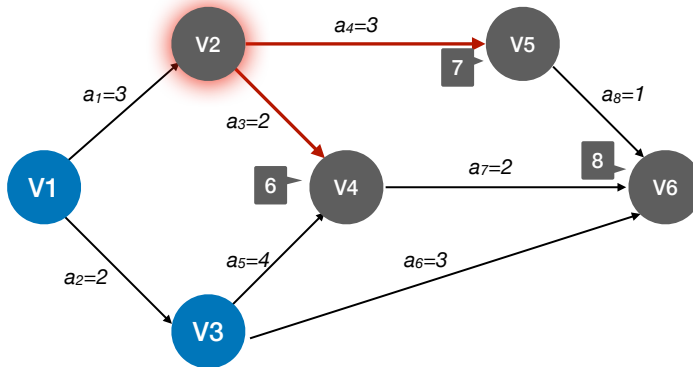 a₄=3
V2
V5
7
a₁=3
a₈=1
a₃=2
8
a₇=2
6
V1
V4
V6
a₅=4
a₆=3
a₂=2
V3